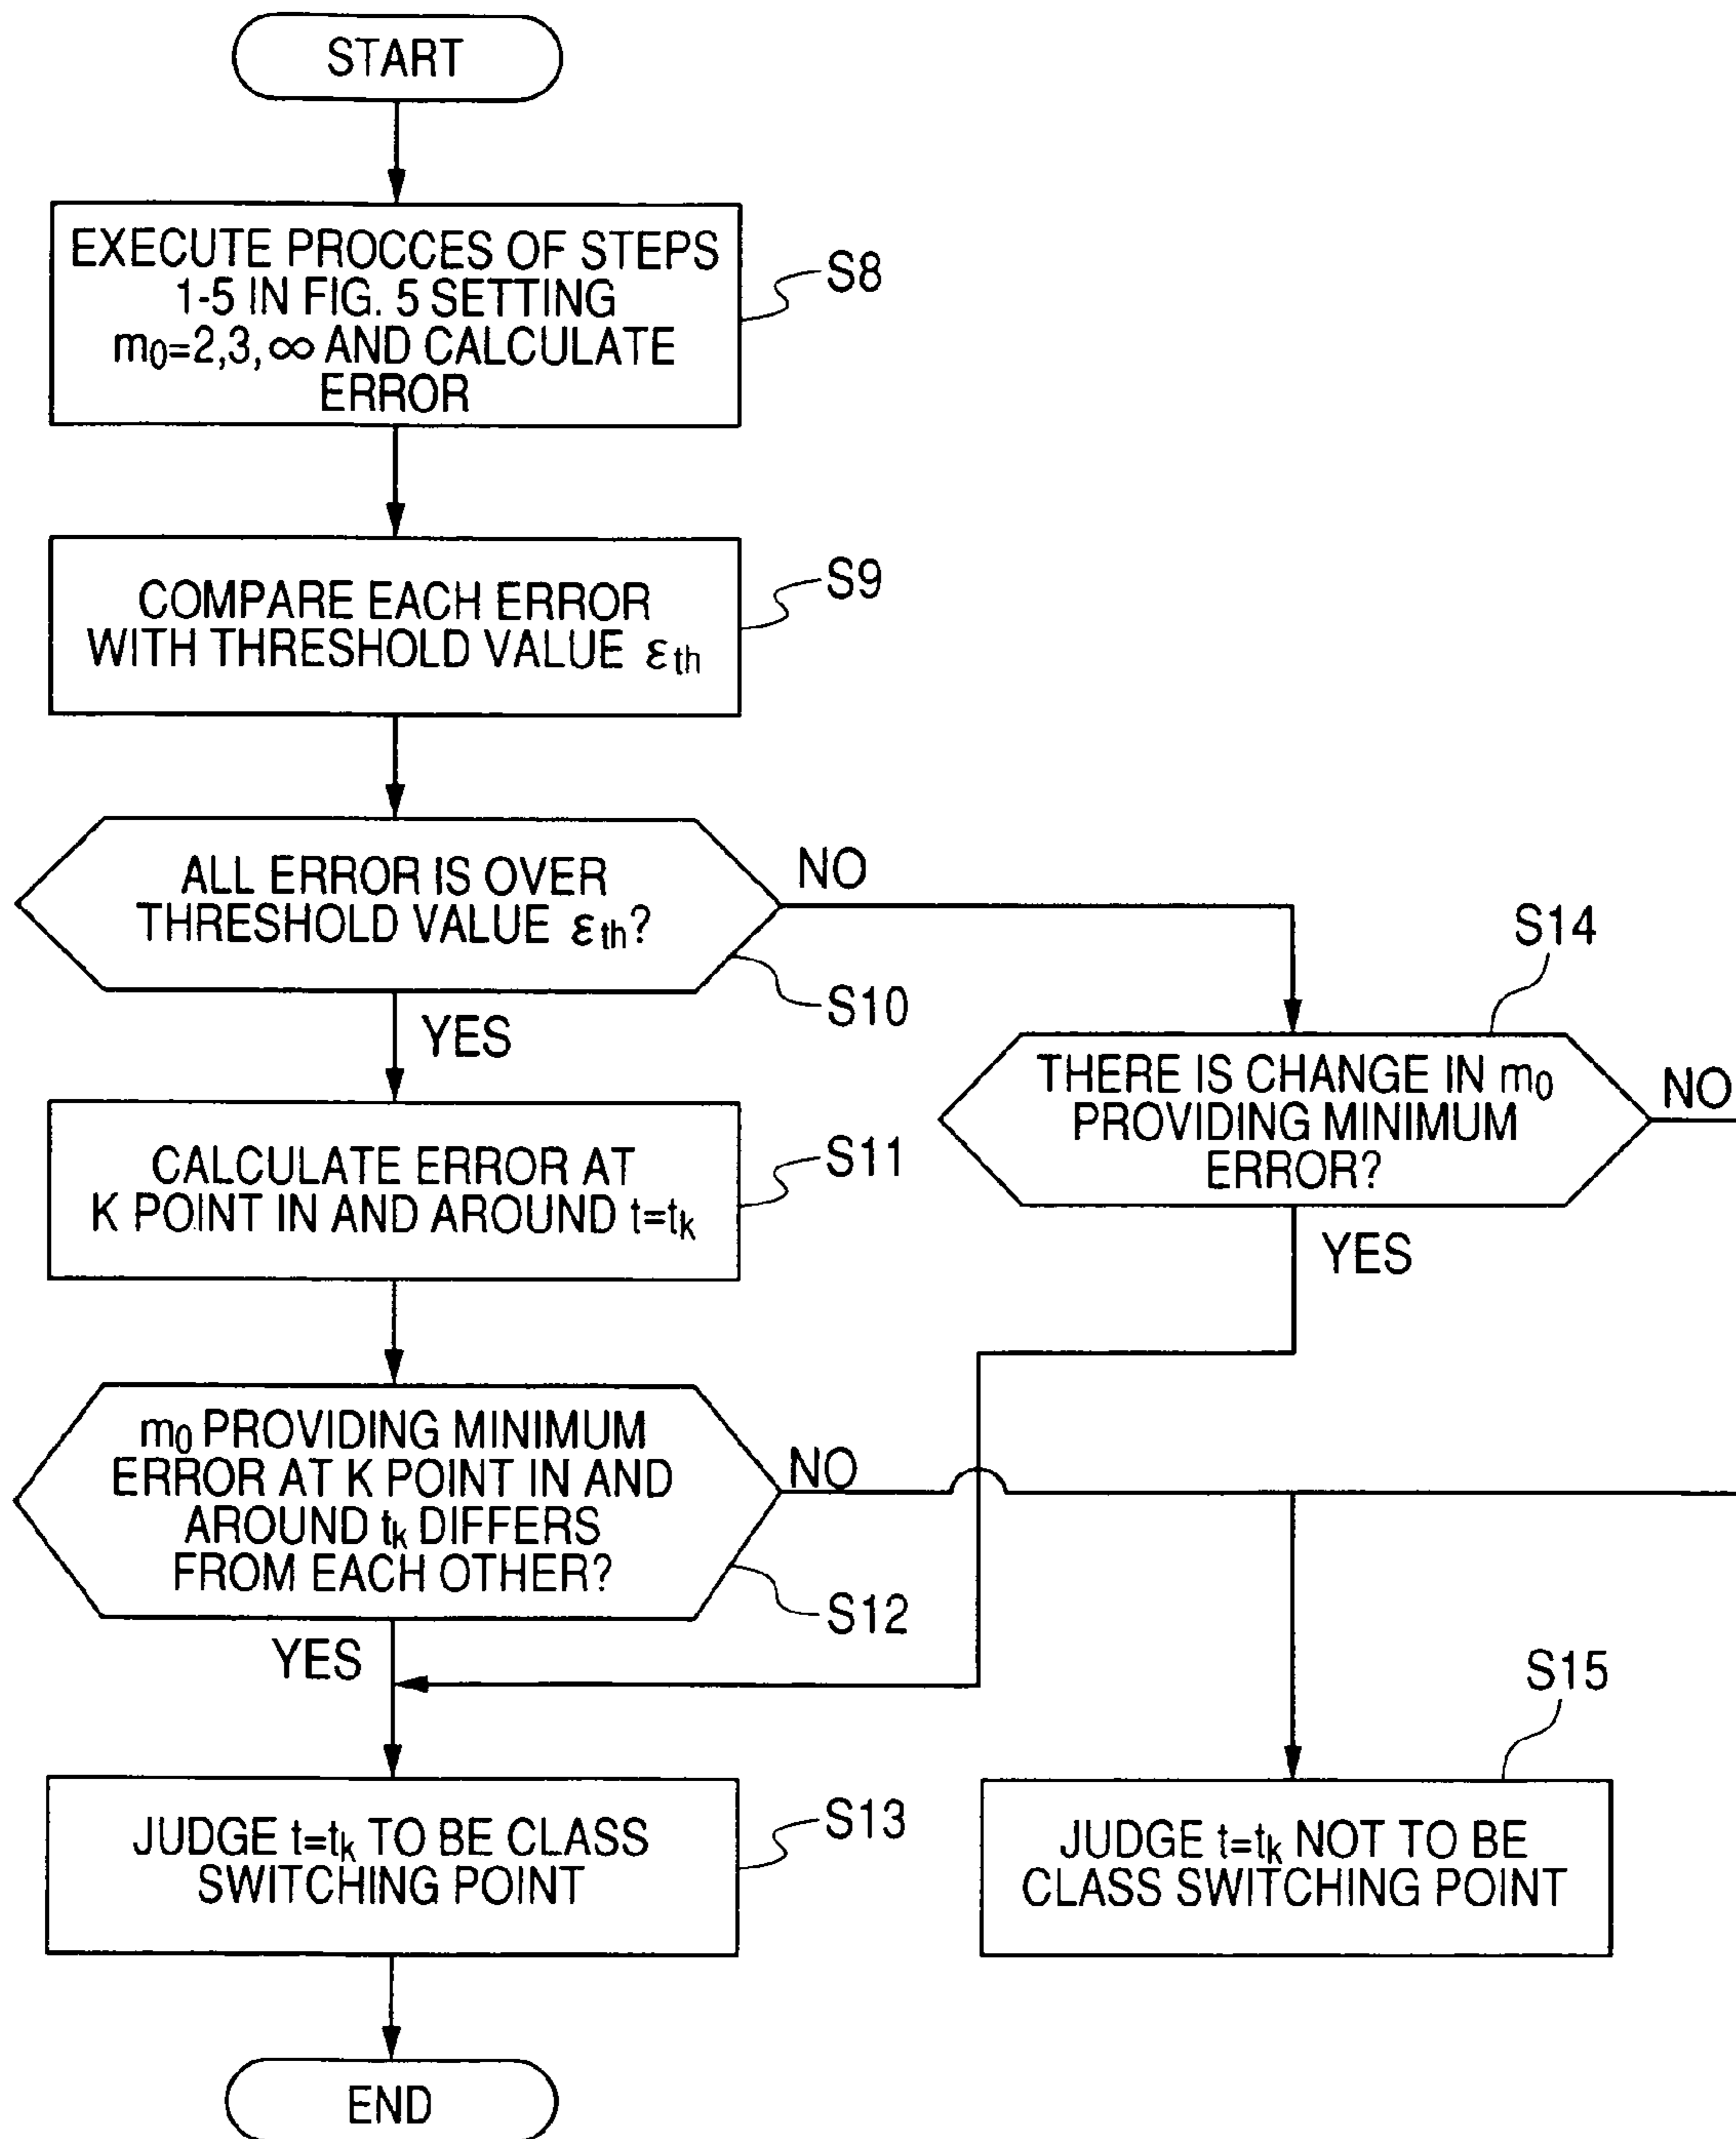 START
EXECUTE PROCCES OF STEPS
1-5 IN FIG. 5 SETTING
m0=2,3,∞ AND CALCULATE
ERROR
S8
COMPARE EACH ERROR
WITH THRESHOLD VALUE εth
S9
ALL ERROR IS OVER
THRESHOLD VALUE εth?
NO
S10
YES
S14
THERE IS CHANGE IN m0
PROVIDING MINIMUM
ERROR?
NO
YES
CALCULATE ERROR AT
K POINT IN AND AROUND t=tk
S11
m0 PROVIDING MINIMUM
ERROR AT K POINT IN AND
AROUND tk DIFFERS
FROM EACH OTHER?
NO
S12
YES
JUDGE t=tk TO BE CLASS
SWITCHING POINT
S13
S15
JUDGE t=tk NOT TO BE
CLASS SWITCHING POINT
END